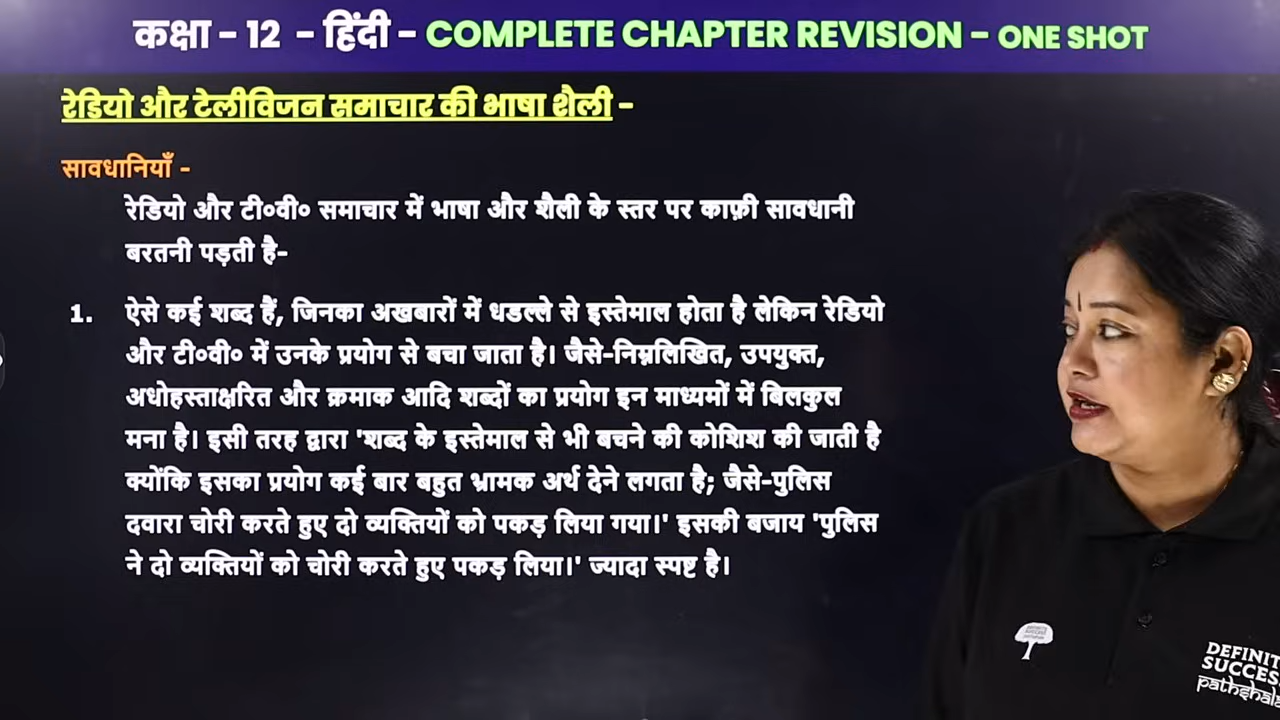 कक्षा - 12 - हिंदी - COMPLETE CHAPTER REVISION - ONE SHOT
रेडियो और टेलीविजन समाचार की भाषा शैली -
सावधानियाँ -
रेडियो और टी०वी० समाचार में भाषा और शैली के स्तर पर काफ़ी सावधानी
बरतनी पड़ती है-
1. ऐसे कई शब्द हैं, जिनका अखबारों में धडल्ले से इस्तेमाल होता है लेकिन रेडियो
और टी०वी० में उनके प्रयोग से बचा जाता है। जैसे-निम्नलिखित, उपयुक्त,
अधोहस्ताक्षरित और क्रमाक आदि शब्दों का प्रयोग इन माध्यमों में बिलकुल
मना है। इसी तरह द्वारा 'शब्द के इस्तेमाल से भी बचने की कोशिश की जाती है
क्योंकि इसका प्रयोग कई बार बहुत भ्रामक अर्थ देने लगता है; जैसे-पुलिस
दवारा चोरी करते हुए दो व्यक्तियों को पकड़ लिया गया।' इसकी बजाय 'पुलिस
ने दो व्यक्तियों को चोरी करते हुए पकड़ लिया।' ज्यादा स्पष्ट है।
DEFINIT
SUCCES
pathshal